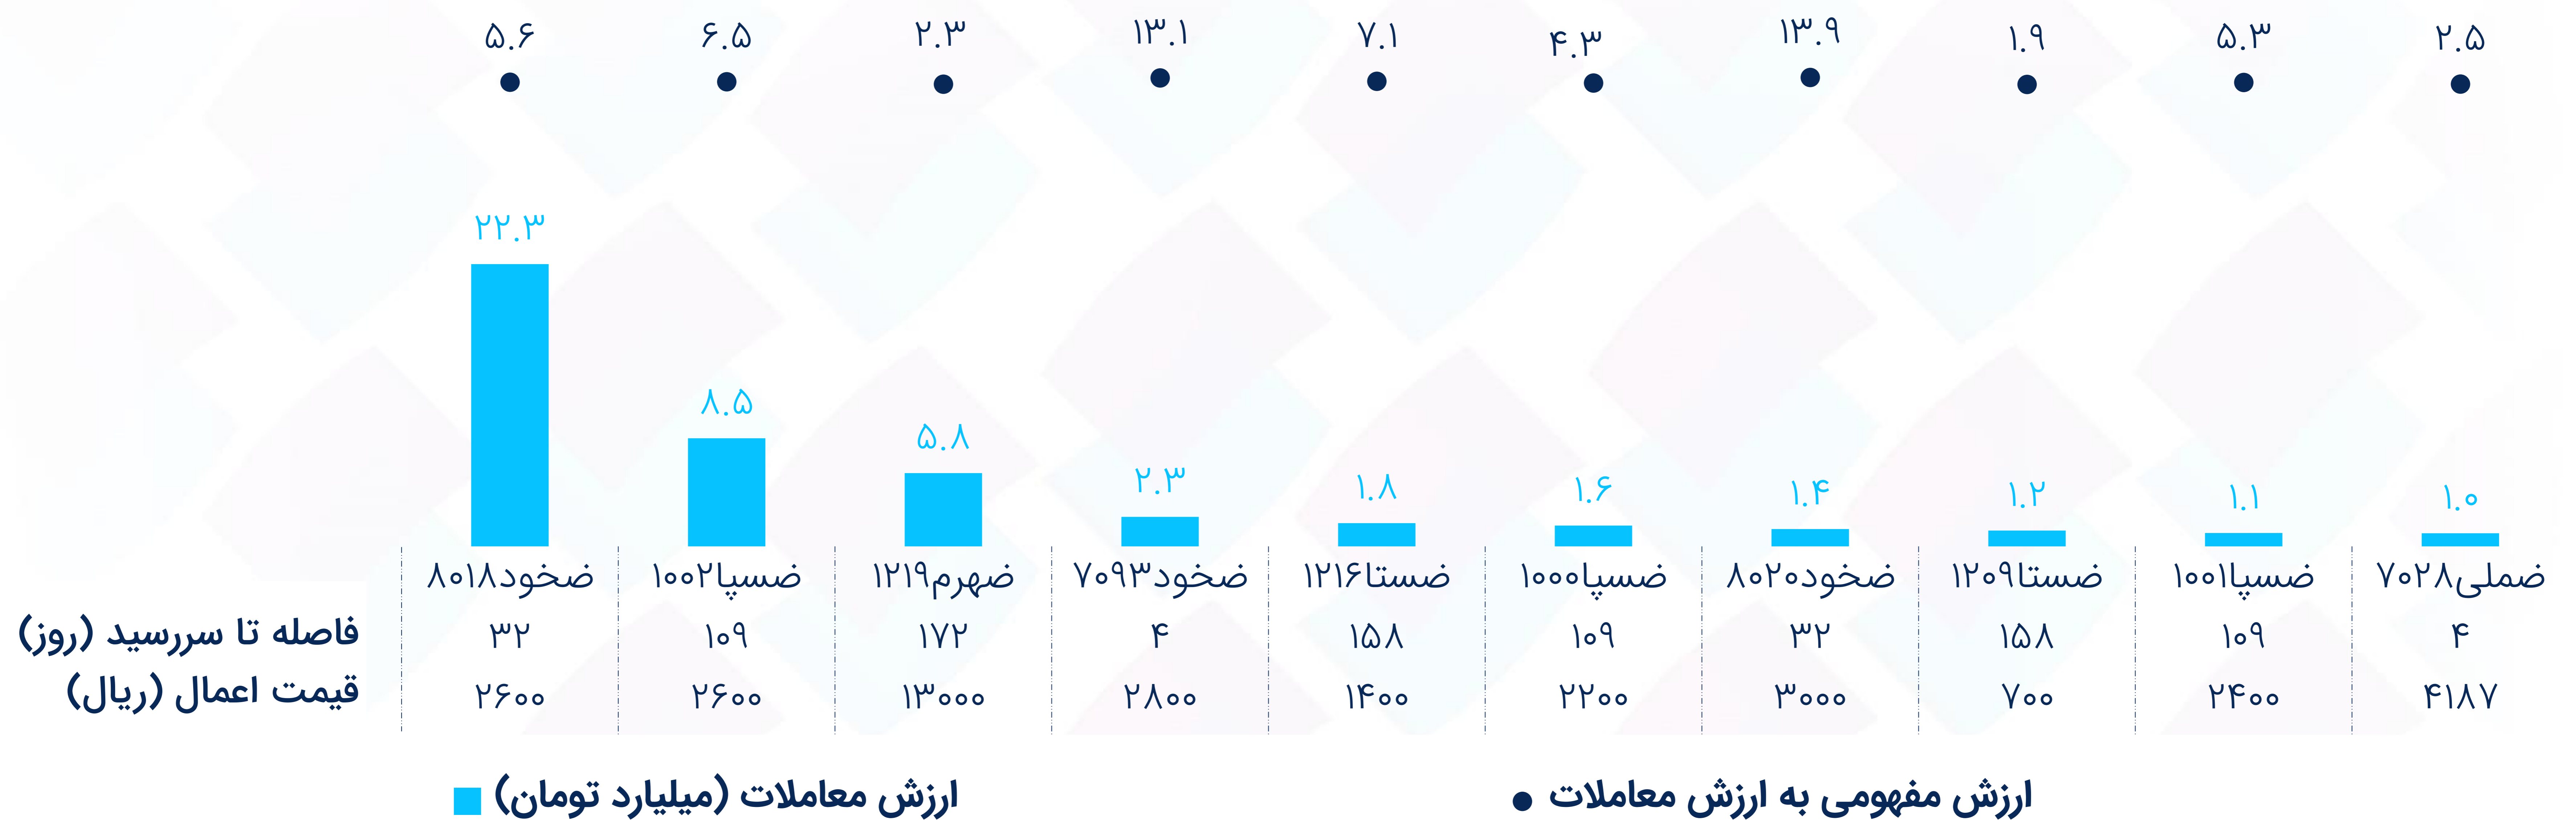 ۵.۶ ۶.۵ ۲.۳ ۱۳.۱ ۷.۱ ۴.۳ ۱۳.۹ ۱.۹ ۵.۳ ۲.۵
۲۲.۳ ۸.۵ ۵.۸ ۲.۳ ۱.۸ ۱.۶ ۱.۴ ۱.۲ ۱.۱ ۱.۰
ضخود۸۰۱۸ ضسپا۱۰۰۲ ضهرم۱۲۱۹ ضخود۷۰۹۳ ضستا۱۲۱۶ ضسپا۱۰۰۰ ضخود۸۰۲۰ ضستا۱۲۰۹ ضسپا۱۰۰۱ ضملی۷۰۲۸
فاصله تا سررسید (روز) ۳۲ ۱۰۹ ۱۷۲ ۴ ۱۵۸ ۱۰۹ ۳۲ ۱۵۸ ۱۰۹ ۴
قیمت اعمال (ریال) ۲۶۰۰ ۲۶۰۰ ۱۳۰۰۰ ۲۸۰۰ ۱۴۰۰ ۲۲۰۰ ۳۰۰۰ ۷۰۰ ۲۴۰۰ ۴۱۸۷
ارزش معاملات (میلیارد تومان)
ارزش مفهومی به ارزش معاملات